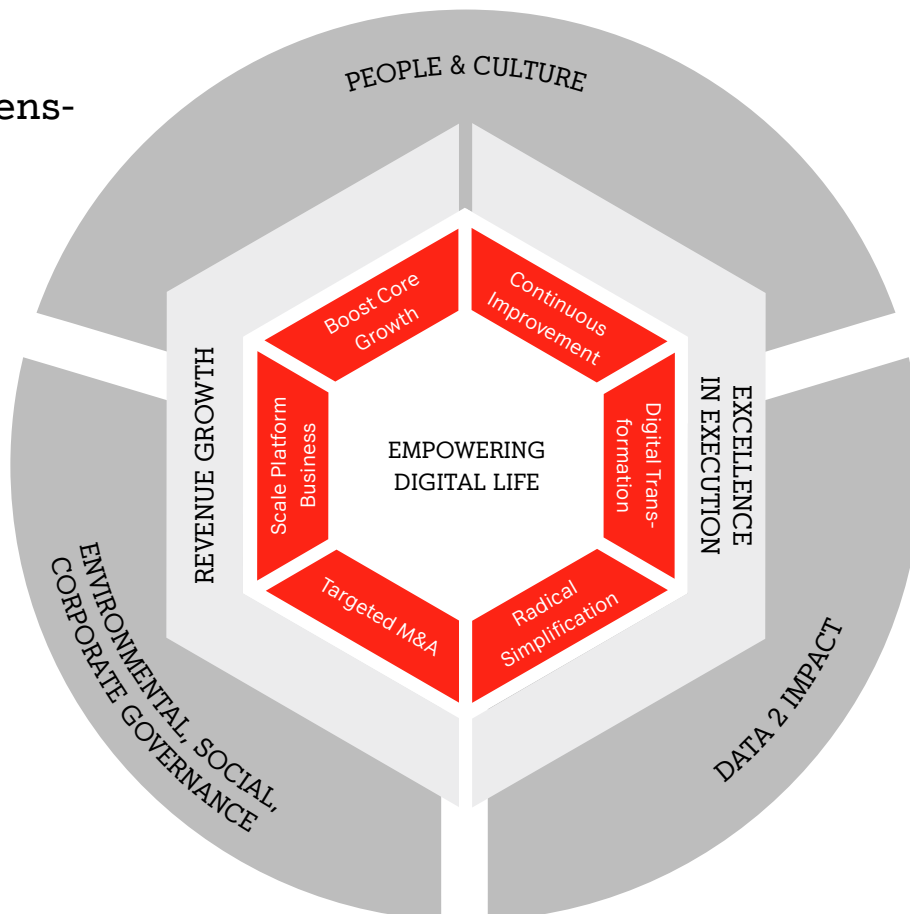 PEOPLE & CULTURE
ens-
Boost Core
Growth
Continuous
Improvement
REVENUE GROWTH
Scale Platform
Business
EMPOWERING
DIGITAL LIFE
Digital Trans-
formation
EXCELLENCE
IN EXECUTION
Targeted M&A
Radical
Simplification
ENVIRONMENTAL, SOCIAL,
CORPORATE GOVERNANCE
DATA 2 IMPACT